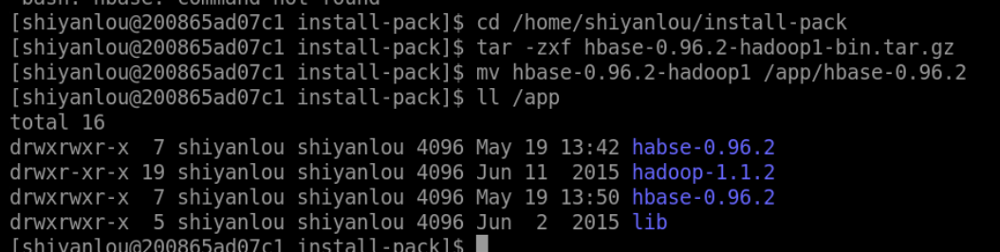 bash: hbase: command not found
[shiyanlou@200865ad07c1 install-pack]$ cd /home/shiyanlou/install-pack
[shiyanlou@200865ad07c1 install-pack]$ tar -zxf hbase-0.96.2-hadoop1-bin.tar.gz
[shiyanlou@200865ad07c1 install-pack]$ mv hbase-0.96.2-hadoop1 /app/hbase-0.96.2
[shiyanlou@200865ad07c1 install-pack]$ ll /app
total 16
drwxrwxr-x  7 shiyanlou shiyanlou 4096 May 19 13:42 habse-0.96.2
drwxr-xr-x 19 shiyanlou shiyanlou 4096 Jun 11  2015 hadoop-1.1.2
drwxrwxr-x  7 shiyanlou shiyanlou 4096 May 19 13:50 hbase-0.96.2
drwxrwxr-x  5 shiyanlou shiyanlou 4096 Jun  2  2015 lib
[shiyanlou@200865ad07c1 install-pack]$